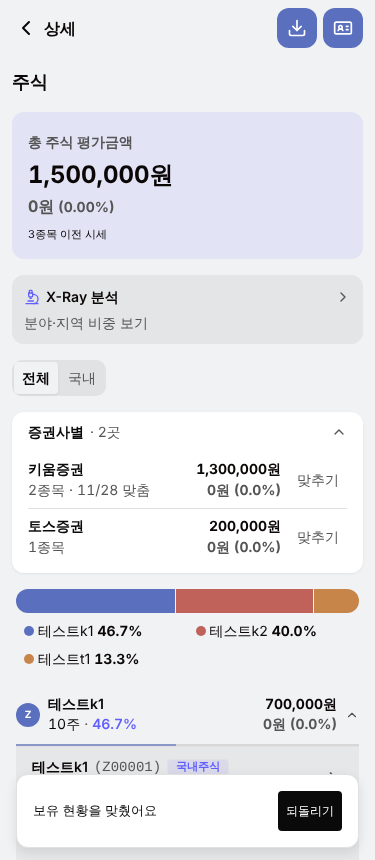 상세
주식
총 주식 평가금액
1,500,000원
0원 (0.00%)
3종목 이전 시세
X-Ray 분석
분야·지역 비중 보기
전체 국내
증권사별 · 2곳
키움증권 1,300,000원 맞추기
2종목 · 11/28 맞춤 0원 (0.0%)
토스증권 200,000원 맞추기
1종목 0원 (0.0%)
테스트k1 46.7% 테스트k2 40.0%
테스트t1 13.3%
Z 테스트k1 700,000원
10주 · 46.7% 0원 (0.0%)
테스트k1 (Z00001) 국내주식
보유 현황을 맞췄어요 되돌리기